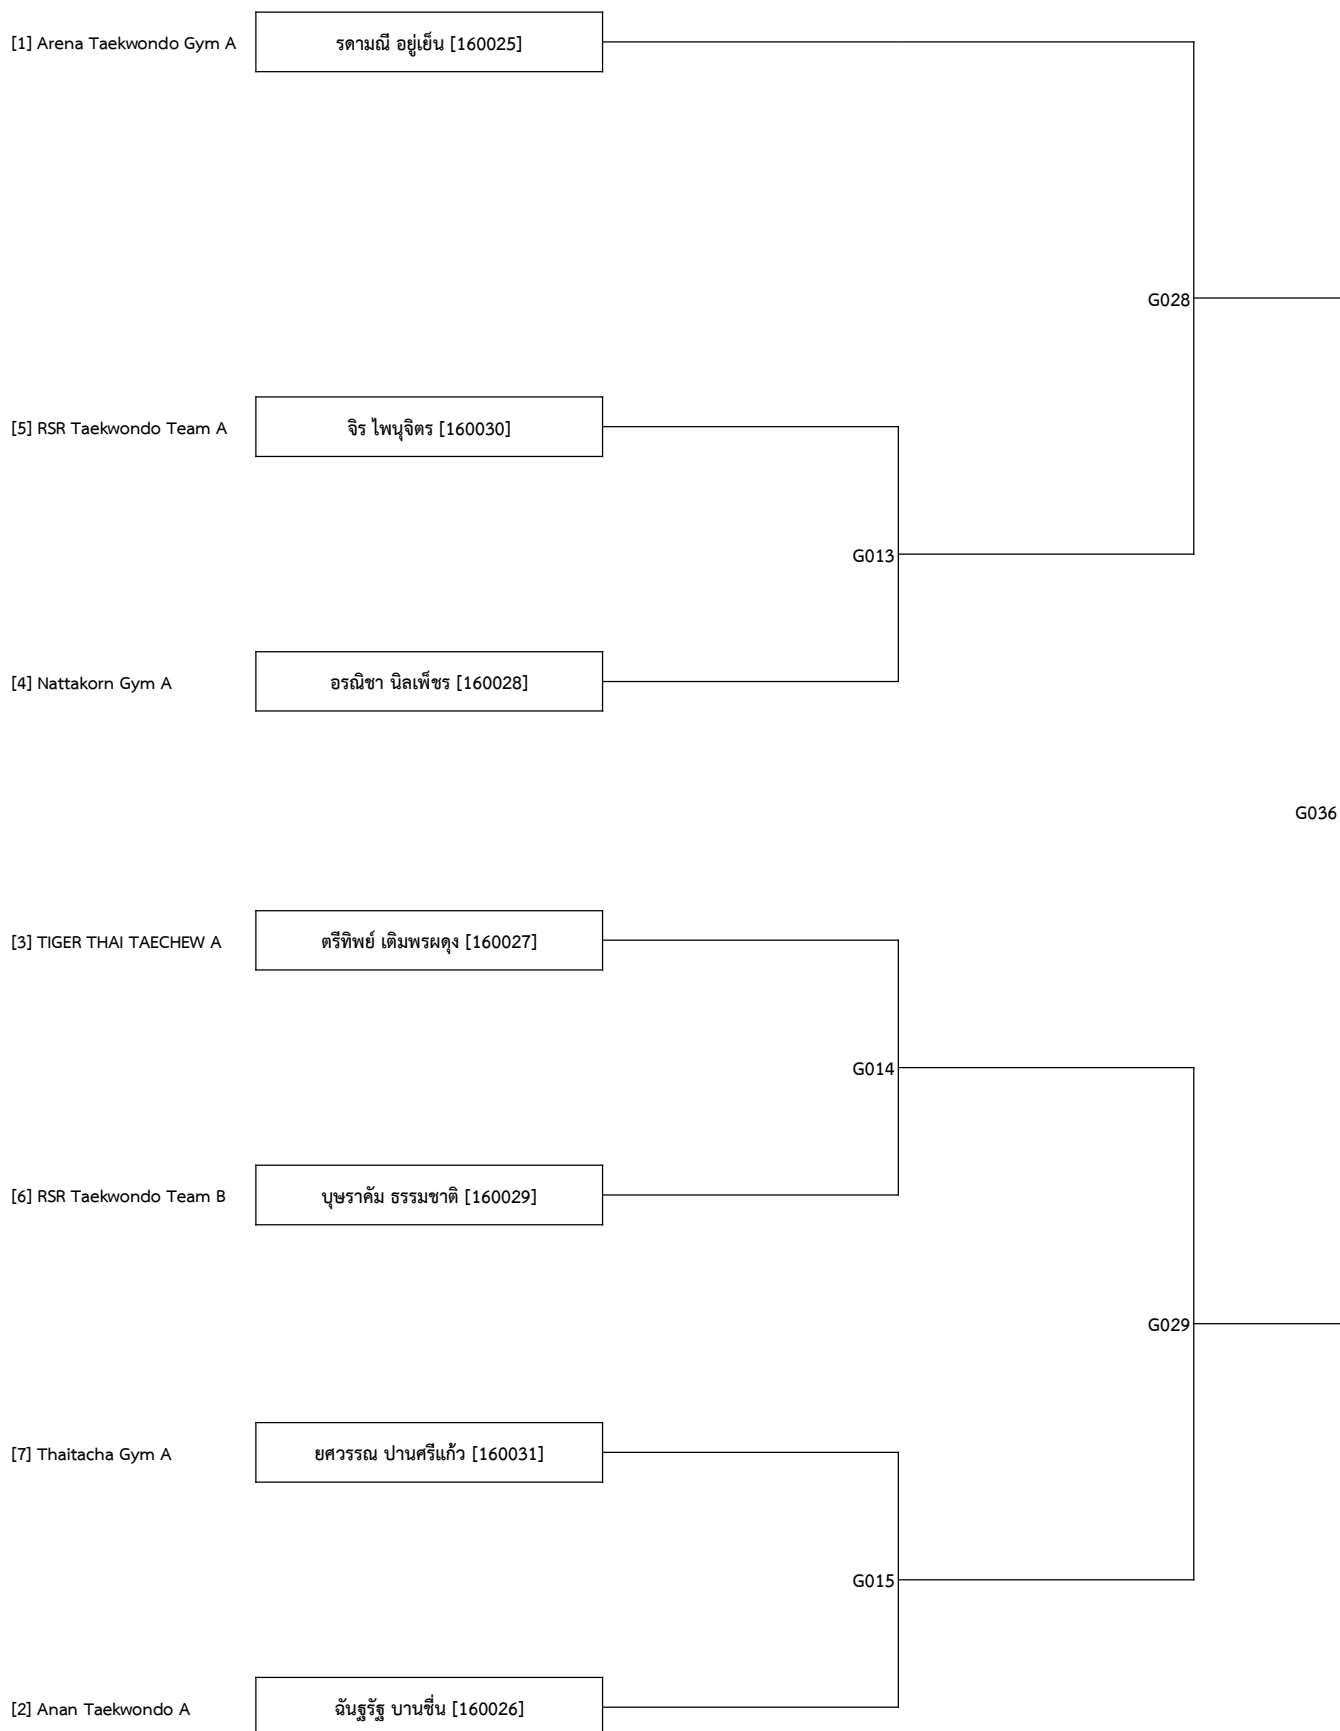 [1] Arena Taekwondo Gym A รดามณี อยู่เย็น [160025]
G028
[5] RSR Taekwondo Team A จิร ไพนุจิตร [160030]
G013
[4] Nattakorn Gym A อรณิชา นิลเพ็ชร [160028]
G036
[3] TIGER THAI TAECHEW A ตรีทิพย์ เติมพรผดุง [160027]
G014
[6] RSR Taekwondo Team B บุษราคัม ธรรมชาติ [160029]
G029
[7] Thaitacha Gym A ยศวรรณ ปานศรีแก้ว [160031]
G015
[2] Anan Taekwondo A ฉันฐรัฐ บานชื่น [160026]